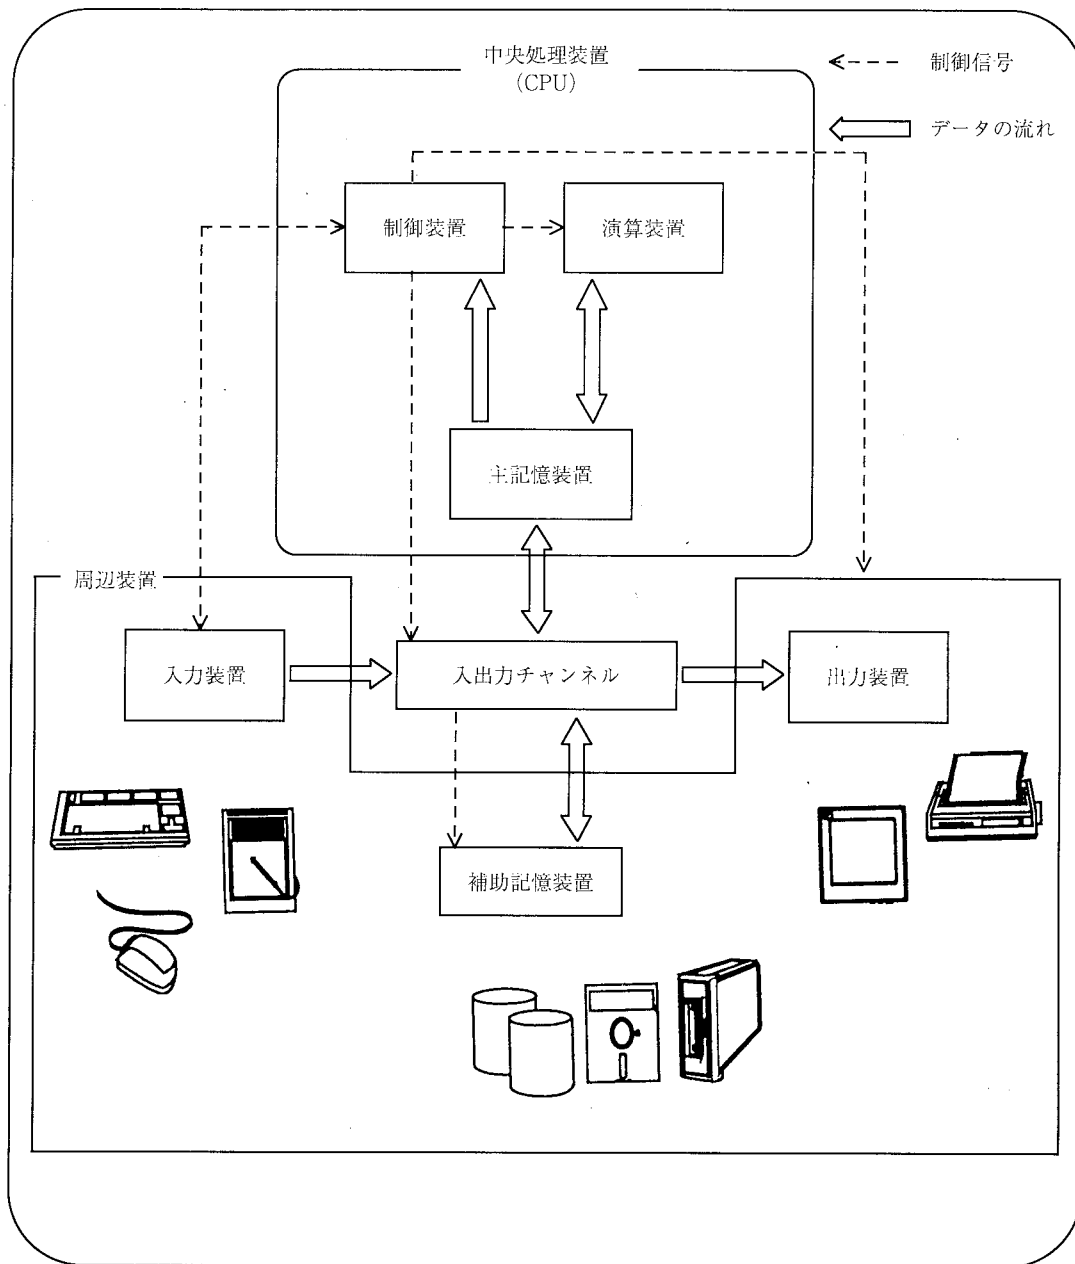 中央処理装置
(CPU)
制御信号
データの流れ
制御装置
演算装置
主記憶装置
周辺装置
入力装置
入出力チャンネル
出力装置
補助記憶装置